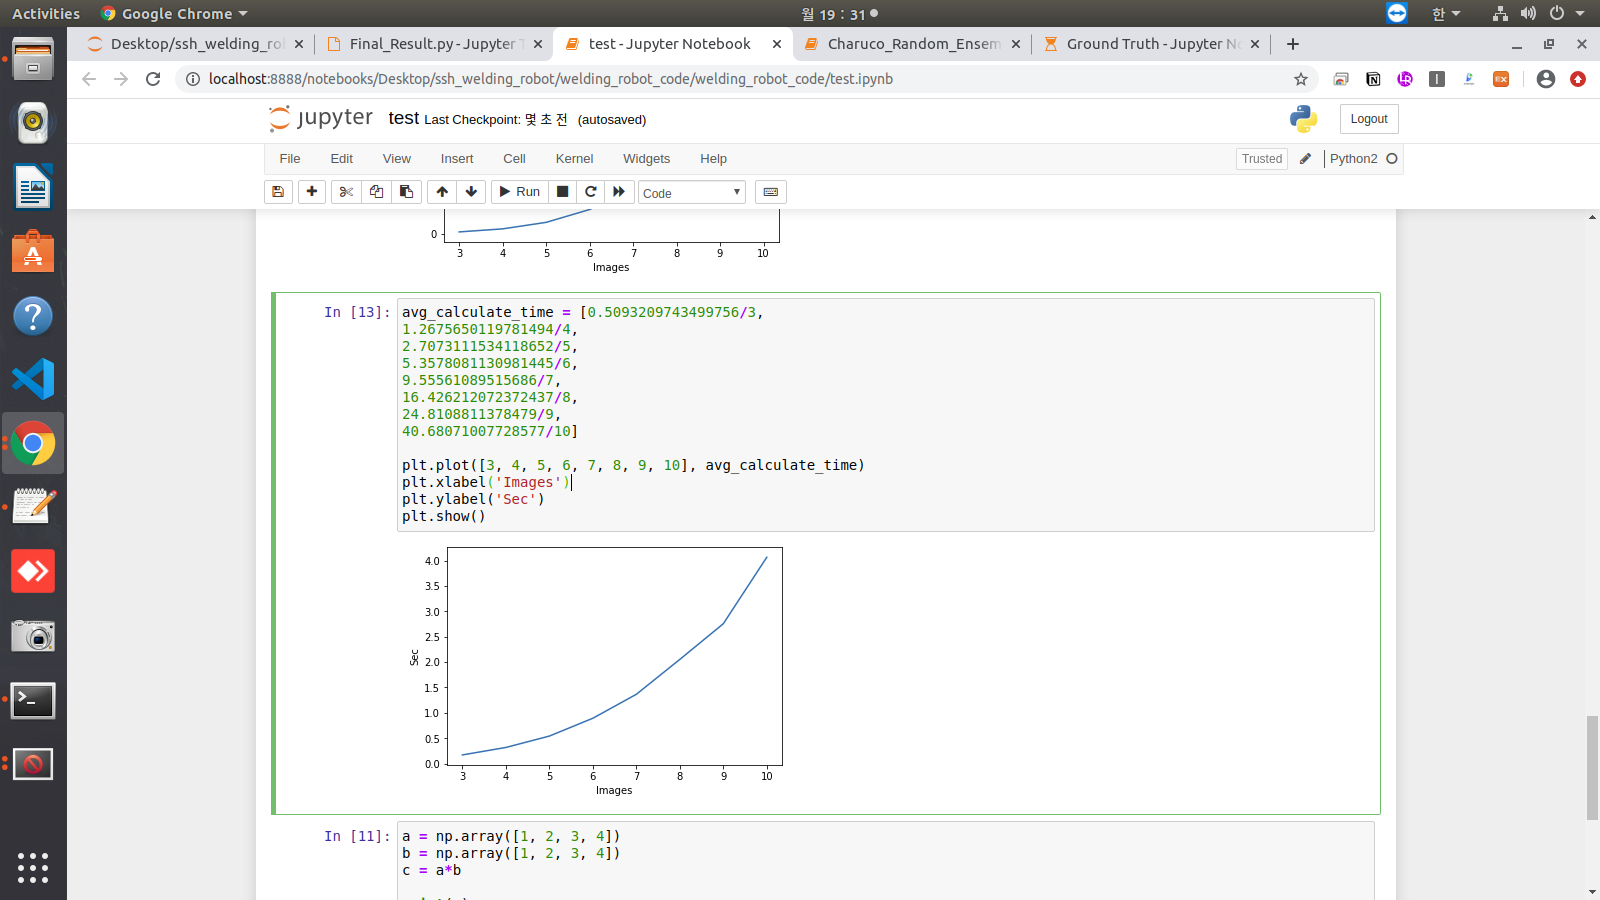 Activities
Google Chrome
월 19 : 31
한
Desktop/ssh_welding_rol
Final_Result.py - Jupyter T
test - Jupyter Notebook
Charuco_Random_Ensem
Ground Truth - Jupyter No
localhost:8888/notebooks/Desktop/ssh_welding_robot/welding_robot_code/welding_robot_code/test.ipynb
jupyter test Last Checkpoint: 몇 초 전 (autosaved)
Logout
File Edit View Insert Cell Kernel Widgets Help
Trusted
Python2
Run
Code
0
3 4 5 6 7 8 9 10
Images
In [13]:
avg_calculate_time = [0.5093209743499756/3,
1.2675650119781494/4,
2.7073111534118652/5,
5.3578081130981445/6,
9.55561089515686/7,
16.426212072372437/8,
24.8108811378479/9,
40.68071007728577/10]
plt.plot([3, 4, 5, 6, 7, 8, 9, 10], avg_calculate_time)
plt.xlabel('Images')
plt.ylabel('Sec')
plt.show()
4.0
3.5
3.0
2.5
2.0
1.5
1.0
0.5
0.0
Sec
3 4 5 6 7 8 9 10
Images
In [11]:
a = np.array([1, 2, 3, 4])
b = np.array([1, 2, 3, 4])
c = a*b